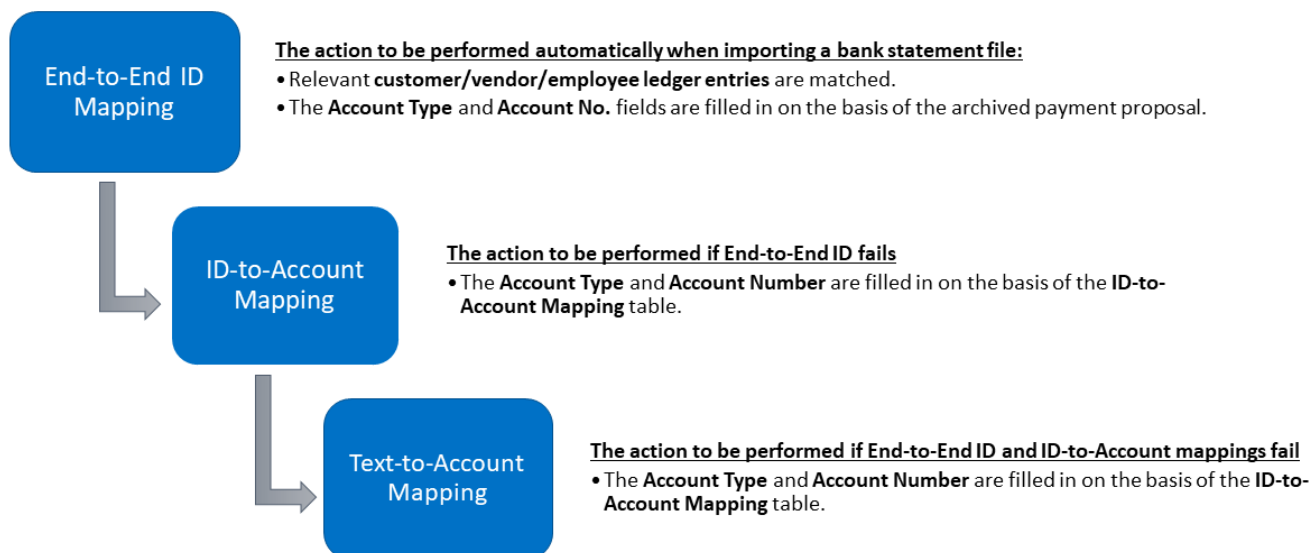 End-to-End ID
Mapping
The action to be performed automatically when importing a bank statement file:
• Relevant customer/vendor/employee ledger entries are matched.
• The Account Type and Account No. fields are filled in on the basis of the archived payment proposal.
ID-to-Account
Mapping
The action to be performed if End-to-End ID fails
• The Account Type and Account Number are filled in on the basis of the ID-to-
Account Mapping table.
Text-to-Account
Mapping
The action to be performed if End-to-End ID and ID-to-Account mappings fail
• The Account Type and Account Number are filled in on the basis of the ID-to-
Account Mapping table.